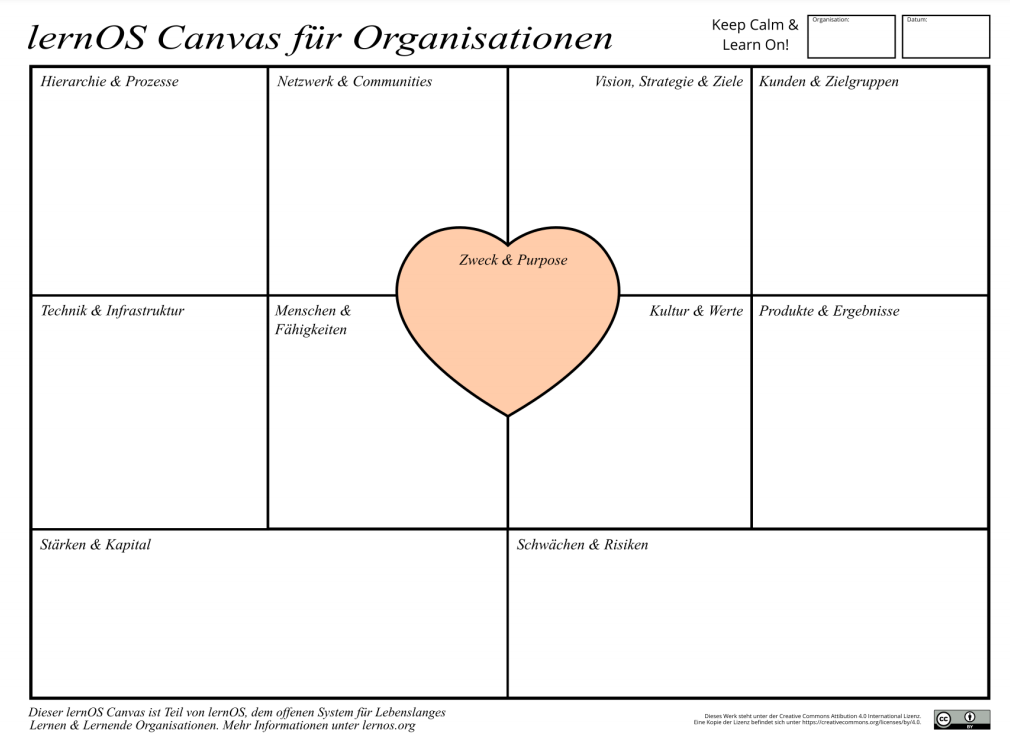 lernOS Canvas für Organisationen
Keep Calm &
Learn On!
Organisation:
Datum:
Hierarchie & Prozesse
Netzwerk & Communities
Vision, Strategie & Ziele
Kunden & Zielgruppen
Zweck & Purpose
Technik & Infrastruktur
Menschen &
Fähigkeiten
Kultur & Werte
Produkte & Ergebnisse
Stärken & Kapital
Schwächen & Risiken
Dieser lernOS Canvas ist Teil von lernOS, dem offenen System für Lebenslanges
Lernen & Lernende Organisationen. Mehr Informationen unter lernos.org
Dieses Werk steht unter der Creative Commons Attibution 4.0 International Lizenz.
Eine Kopie der Lizenz befindet sich unter https://creativecommons.org/licenses/by/4.0.
cc
BY